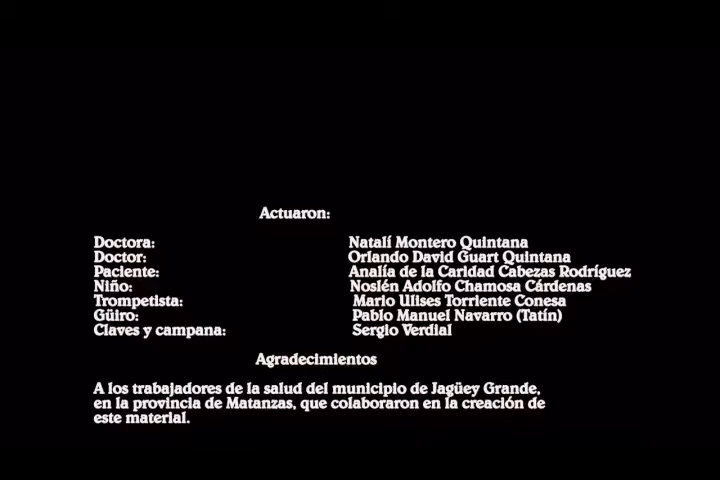 Actuaron:
Doctora: Natalí Montero Quintana
Doctor: Orlando David Guart Quintana
Paciente: Analía de la Caridad Cabezas Rodríguez
Niño: Noslén Adolfo Chamosa Cárdenas
Trompetista: Mario Ulises Torriente Conesa
Güiro: Pablo Manuel Navarro (Tatín)
Claves y campana: Sergio Verdial
Agradecimientos
A los trabajadores de la salud del municipio de Jagüey Grande,
en la provincia de Matanzas, que colaboraron en la creación de
este material.